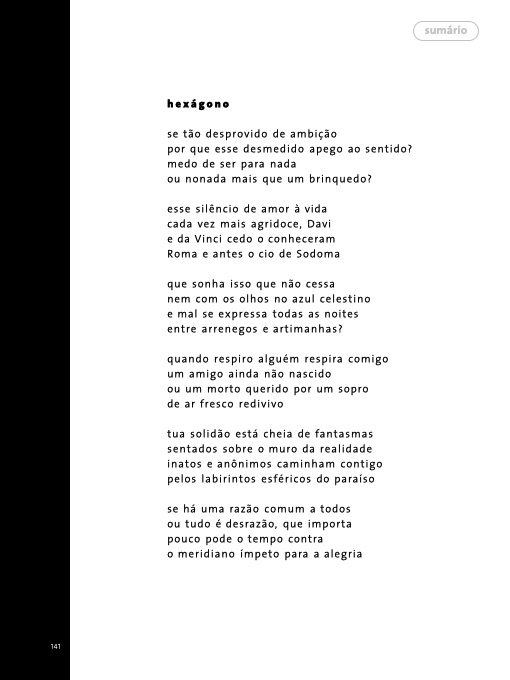 sumário
hexágono
se tão desprovido de ambição
por que esse desmedido apego ao sentido?
medo de ser para nada
ou nonada mais que um brinquedo?
esse silêncio de amor à vida
cada vez mais agridoce, Davi
e da Vinci cedo o conheceram
Roma e antes o cio de Sodoma
que sonha isso que não cessa
nem com os olhos no azul celestino
e mal se expressa todas as noites
entre arrenegos e artimanhas?
quando respiro alguém respira comigo
um amigo ainda não nascido
ou um morto querido por um sopro
de ar fresco redivivo
tua solidão está cheia de fantasmas
sentados sobre o muro da realidade
inatos e anônimos caminham contigo
pelos labirintos esféricos do paraíso
se há uma razão comum a todos
ou tudo é desrazão, que importa
pouco pode o tempo contra
o meridiano ímpeto para a alegria
141